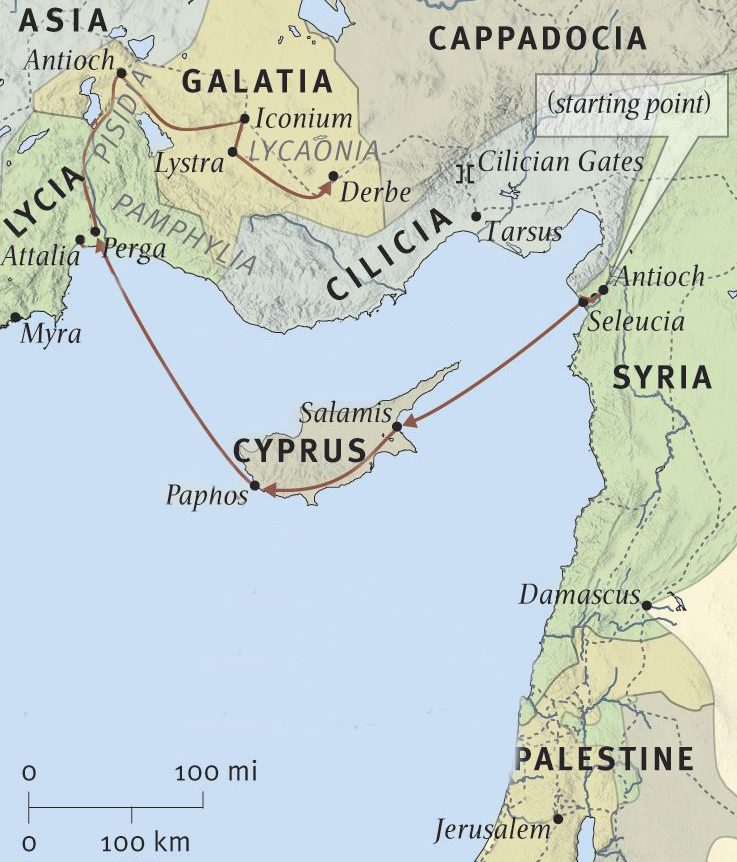 ASIA
CAPPADOCIA
Antioch
GALATIA
PISIDIA
(starting point)
Iconium
LYCAONIA
Lystra
Cilician Gates
Derbe
LYCIA
PAMPHYLIA
CILICIA
Tarsus
Attalia
Perga
Antioch
Myra
Seleucia
SYRIA
Salamis
CYPRUS
Paphos
Damascus
PALESTINE
0 100 mi
0 100 km
Jerusalem